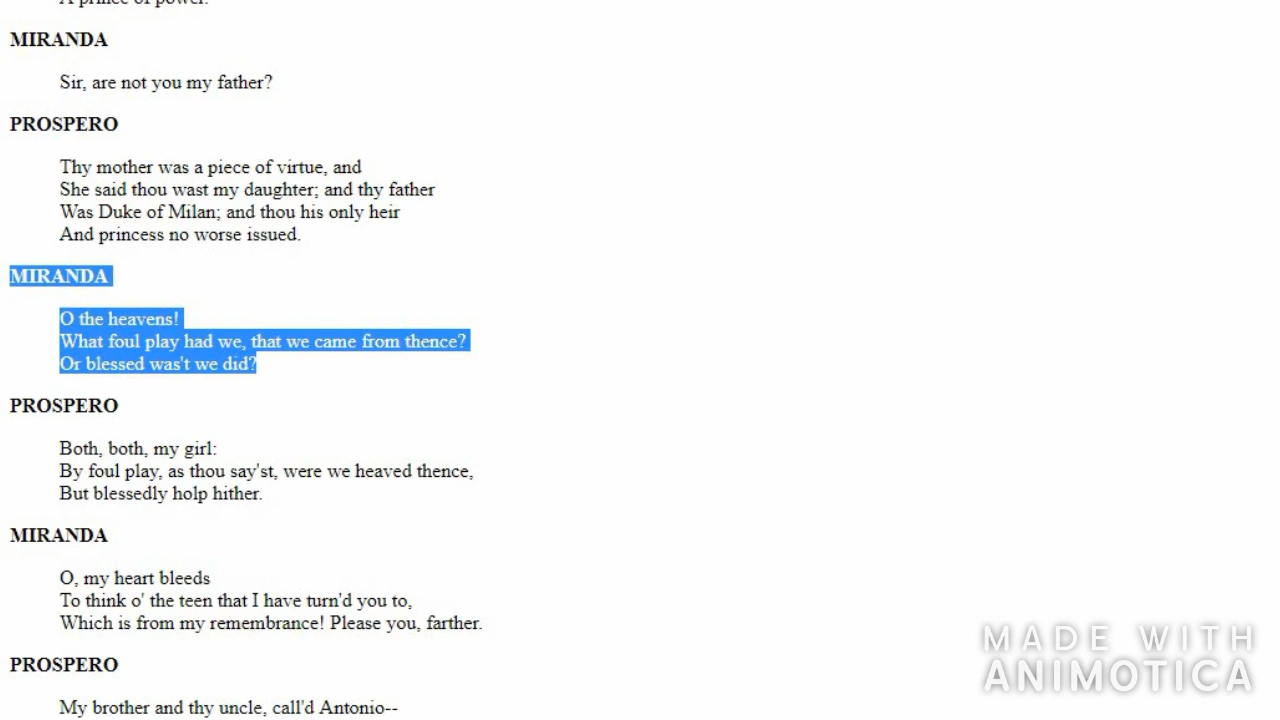 A prince of power.
MIRANDA
Sir, are not you my father?
PROSPERO
Thy mother was a piece of virtue, and
She said thou wast my daughter; and thy father
Was Duke of Milan; and thou his only heir
And princess no worse issued.
MIRANDA
O the heavens!
What foul play had we, that we came from thence?
Or blessed was't we did?
PROSPERO
Both, both, my girl:
By foul play, as thou say'st, were we heaved thence,
But blessedly holp hither.
MIRANDA
O, my heart bleeds
To think o' the teen that I have turn'd you to,
Which is from my remembrance! Please you, farther.
PROSPERO
My brother and thy uncle, call'd Antonio--
MADE WITH
ANIMOTICA